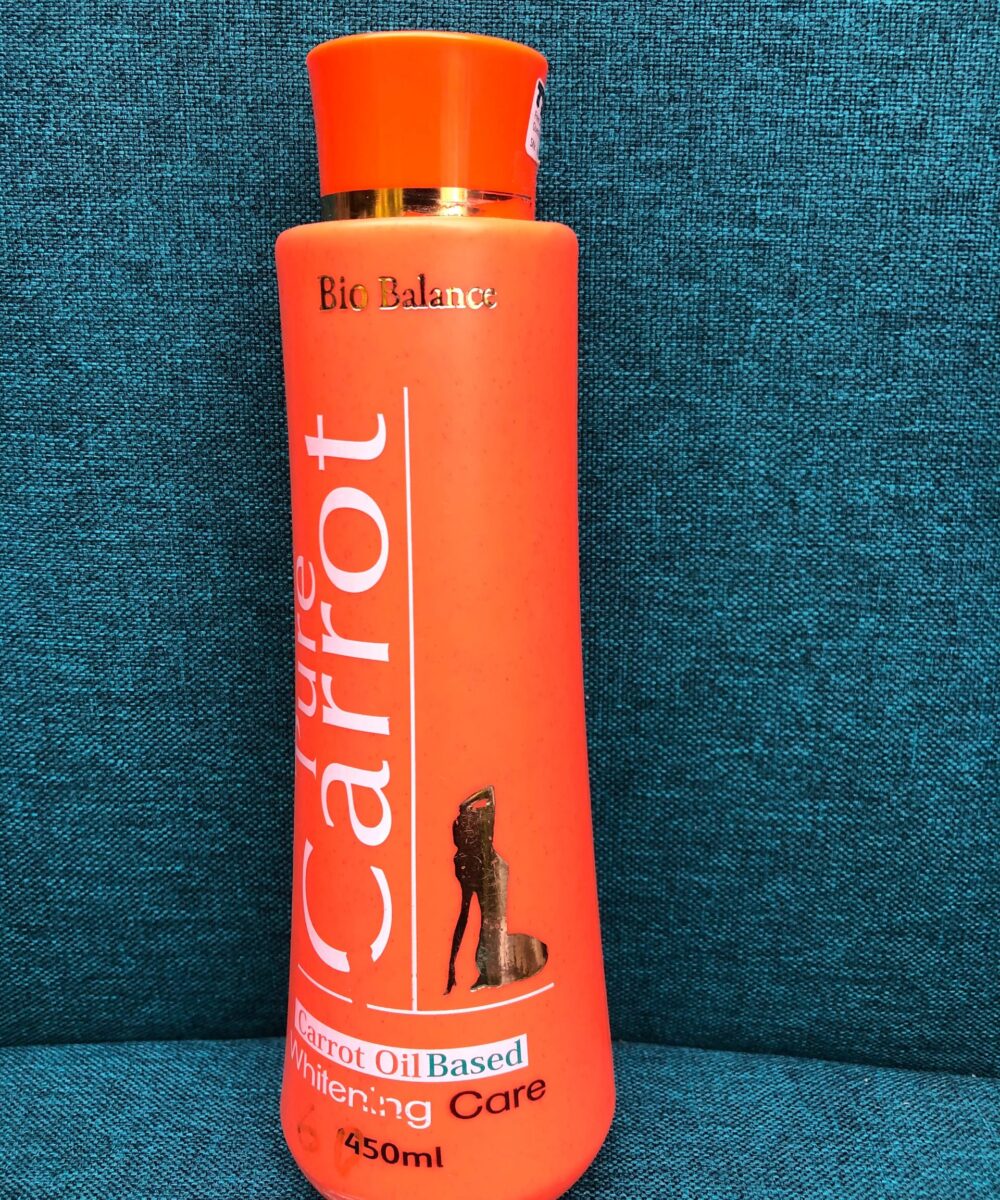 Bio Balance
Pure
Carrot
Carrot Oil Based
Whitening Care
450ml